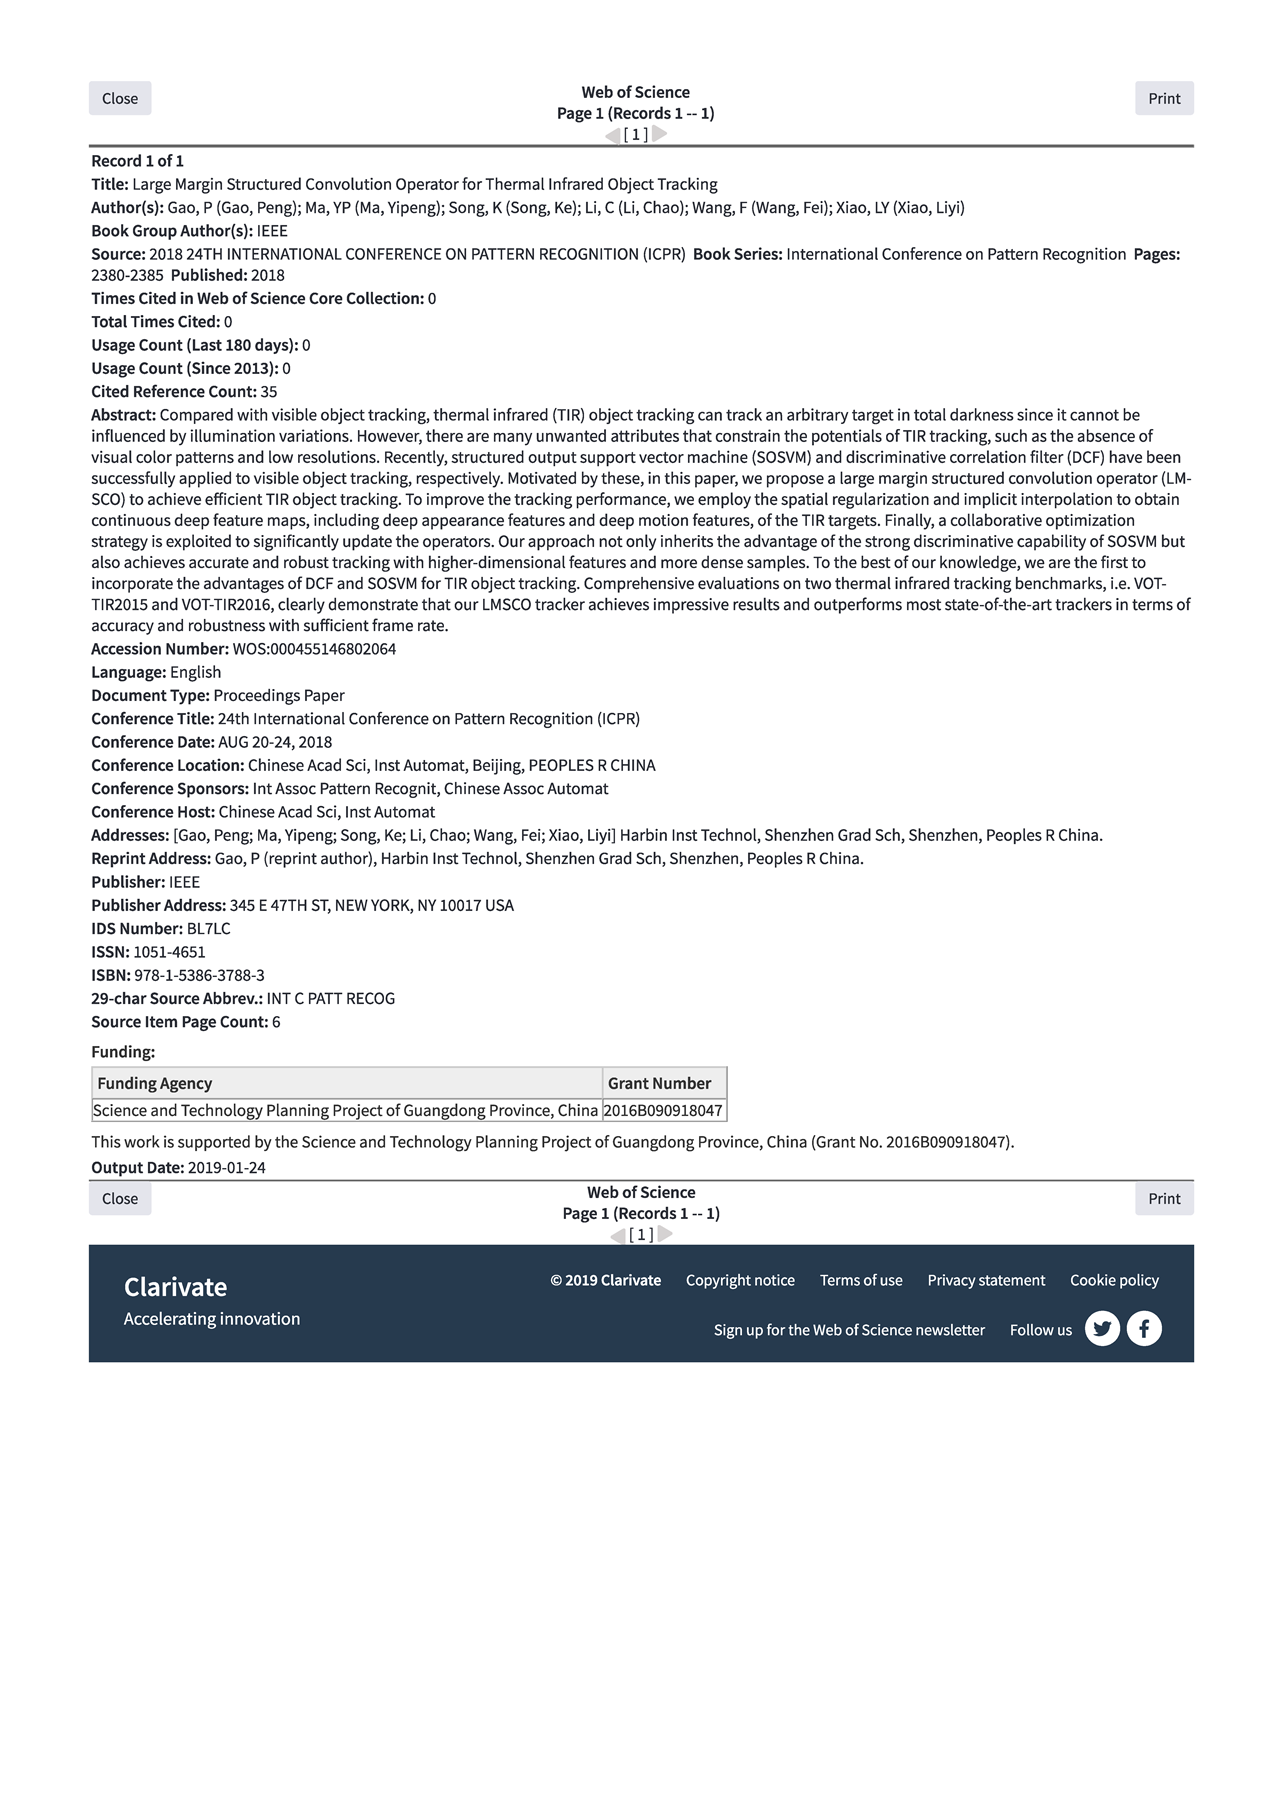 Close
Web of Science
Print
Page 1 (Records 1 -- 1)
[ 1 ]
Record 1 of 1
Title: Large Margin Structured Convolution Operator for Thermal Infrared Object Tracking
Author(s): Gao, P (Gao, Peng); Ma, YP (Ma, Yipeng); Song, K (Song, Ke); Li, C (Li, Chao); Wang, F (Wang, Fei); Xiao, LY (Xiao, Liyi)
Book Group Author(s): IEEE
Source: 2018 24TH INTERNATIONAL CONFERENCE ON PATTERN RECOGNITION (ICPR) Book Series: International Conference on Pattern Recognition Pages:
2380-2385 Published: 2018
Times Cited in Web of Science Core Collection: 0
Total Times Cited: 0
Usage Count (Last 180 days): 0
Usage Count (Since 2013): 0
Cited Reference Count: 35
Abstract: Compared with visible object tracking, thermal infrared (TIR) object tracking can track an arbitrary target in total darkness since it cannot be
influenced by illumination variations. However, there are many unwanted attributes that constrain the potentials of TIR tracking, such as the absence of
visual color patterns and low resolutions. Recently, structured output support vector machine (SOSVM) and discriminative correlation filter (DCF) have been
successfully applied to visible object tracking, respectively. Motivated by these, in this paper, we propose a large margin structured convolution operator (LM-
SCO) to achieve efficient TIR object tracking. To improve the tracking performance, we employ the spatial regularization and implicit interpolation to obtain
continuous deep feature maps, including deep appearance features and deep motion features, of the TIR targets. Finally, a collaborative optimization
strategy is exploited to significantly update the operators. Our approach not only inherits the advantage of the strong discriminative capability of SOSVM but
also achieves accurate and robust tracking with higher-dimensional features and more dense samples. To the best of our knowledge, we are the first to
incorporate the advantages of DCF and SOSVM for TIR object tracking. Comprehensive evaluations on two thermal infrared tracking benchmarks, i.e. VOT-
TIR2015 and VOT-TIR2016, clearly demonstrate that our LMSCO tracker achieves impressive results and outperforms most state-of-the-art trackers in terms of
accuracy and robustness with sufficient frame rate.
Accession Number: WOS:000455146802064
Language: English
Document Type: Proceedings Paper
Conference Title: 24th International Conference on Pattern Recognition (ICPR)
Conference Date: AUG 20-24, 2018
Conference Location: Chinese Acad Sci, Inst Automat, Beijing, PEOPLES R CHINA
Conference Sponsors: Int Assoc Pattern Recognit, Chinese Assoc Automat
Conference Host: Chinese Acad Sci, Inst Automat
Addresses: [Gao, Peng; Ma, Yipeng; Song, Ke; Li, Chao; Wang, Fei; Xiao, Liyi] Harbin Inst Technol, Shenzhen Grad Sch, Shenzhen, Peoples R China.
Reprint Address: Gao, P (reprint author), Harbin Inst Technol, Shenzhen Grad Sch, Shenzhen, Peoples R China.
Publisher: IEEE
Publisher Address: 345 E 47TH ST, NEW YORK, NY 10017 USA
IDS Number: BL7LC
ISSN: 1051-4651
ISBN: 978-1-5386-3788-3
29-char Source Abbrev.: INT C PATT RECOG
Source Item Page Count: 6
Funding:
Funding Agency Grant Number
Science and Technology Planning Project of Guangdong Province, China 2016B090918047
This work is supported by the Science and Technology Planning Project of Guangdong Province, China (Grant No. 2016B090918047).
Output Date: 2019-01-24
Close
Web of Science
Print
Page 1 (Records 1 -- 1)
[ 1 ]
Clarivate
Accelerating innovation
© 2019 Clarivate Copyright notice Terms of use Privacy statement Cookie policy
Sign up for the Web of Science newsletter Follow us